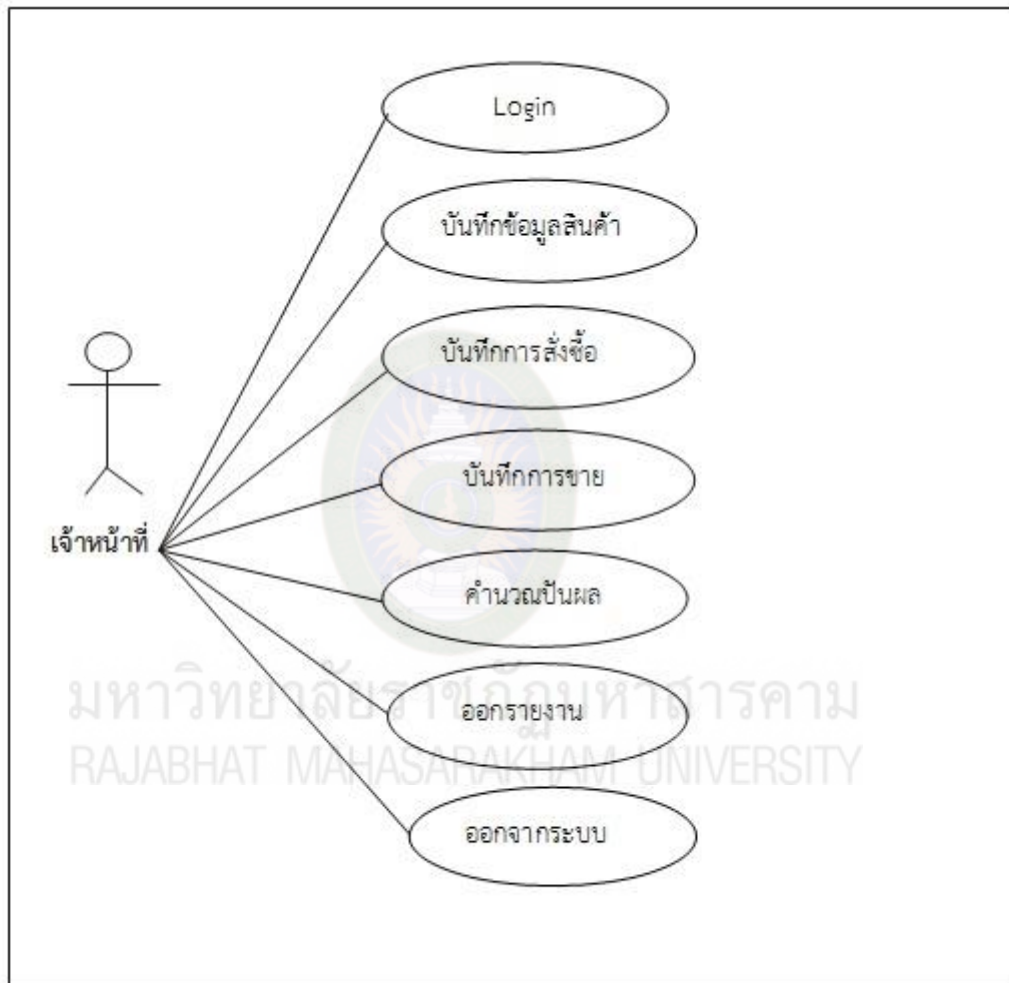 Login
บันทึกข้อมูลสินค้า
บันทึกการสั่งซื้อ
บันทึกการขาย
เจ้าหน้าที่
คำนวณปันผล
ออกรายงาน
มหาวิทยาลัยราชภัฏมหาสารคาม
RAJABHAT MAHASARAKHAM UNIVERSITY
ออกจากระบบ